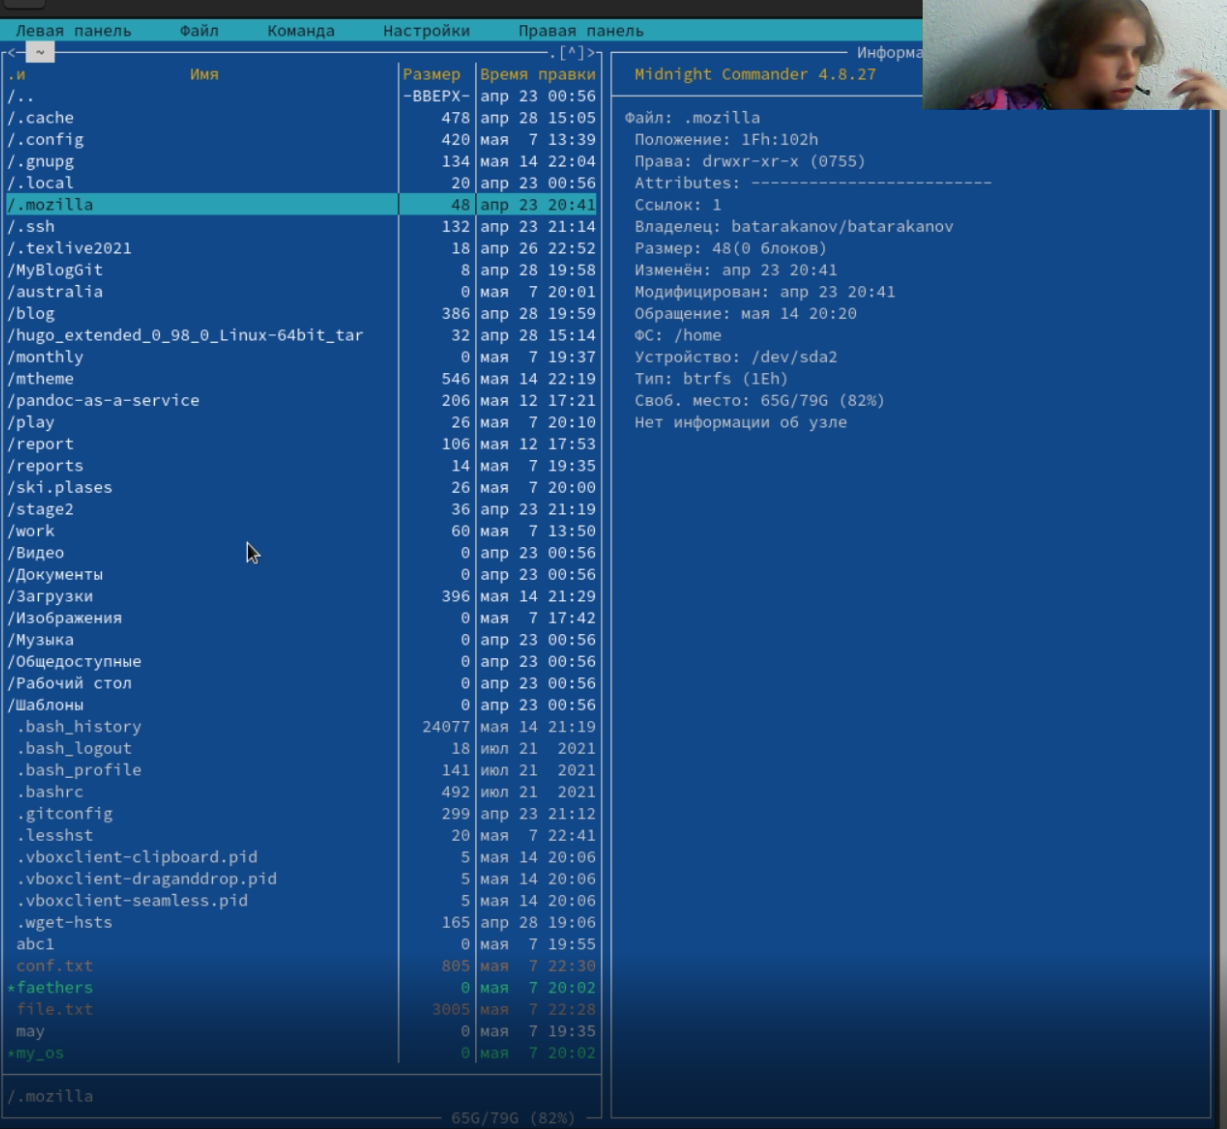 Левая панель Файл Команда Настройки Правая панель
<─ ~ .[^]>
.и Имя Размер Время правки
/.. -ВВЕРХ- апр 23 00:56
/.cache 478 апр 28 15:05
/.config 420 мая 7 13:39
/.gnupg 134 мая 14 22:04
/.local 20 апр 23 00:56
/.mozilla 48 апр 23 20:41
/.ssh 132 апр 23 21:14
/.texlive2021 18 апр 26 22:52
/MyBlogGit 8 апр 28 19:58
/australia 0 мая 7 20:01
/blog 386 апр 28 19:59
/hugo_extended_0_98_0_Linux-64bit_tar 32 апр 28 15:14
/monthly 0 мая 7 19:37
/mtheme 546 мая 14 22:19
/pandoc-as-a-service 206 мая 12 17:21
/play 26 мая 7 20:10
/report 106 мая 12 17:53
/reports 14 мая 7 19:35
/ski.plases 26 мая 7 20:00
/stage2 36 апр 23 21:19
/work 60 мая 7 13:50
/Видео 0 апр 23 00:56
/Документы 0 апр 23 00:56
/Загрузки 396 мая 14 21:29
/Изображения 0 мая 7 17:42
/Музыка 0 апр 23 00:56
/Общедоступные 0 апр 23 00:56
/Рабочий стол 0 апр 23 00:56
/Шаблоны 0 апр 23 00:56
.bash_history 24077 мая 14 21:19
.bash_logout 18 июл 21 2021
.bash_profile 141 июл 21 2021
.bashrc 492 июл 21 2021
.gitconfig 299 апр 23 21:12
.lesshst 20 мая 7 22:41
.vboxclient-clipboard.pid 5 мая 14 20:06
.vboxclient-draganddrop.pid 5 мая 14 20:06
.vboxclient-seamless.pid 5 мая 14 20:06
.wget-hsts 165 апр 28 19:06
abc1 0 мая 7 19:55
conf.txt 805 мая 7 22:30
*faethers 0 мая 7 20:02
file.txt 3005 мая 7 22:28
may 0 мая 7 19:35
*my_os 0 мая 7 20:02
/.mozilla
65G/79G (82%)
Информа
Midnight Commander 4.8.27
Файл: .mozilla
Положение: 1Fh:102h
Права: drwxr-xr-x (0755)
Attributes: -------------------------
Ссылок: 1
Владелец: batarakanov/batarakanov
Размер: 48(0 блоков)
Изменён: апр 23 20:41
Модифицирован: апр 23 20:41
Обращение: мая 14 20:20
ФС: /home
Устройство: /dev/sda2
Тип: btrfs (1Eh)
Своб. место: 65G/79G (82%)
Нет информации об узле